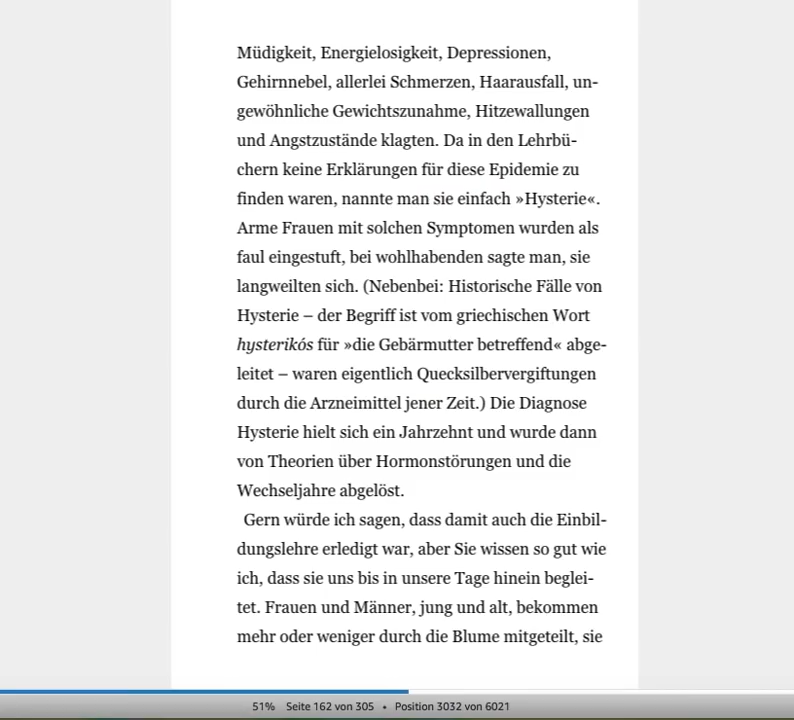 Müdigkeit, Energielosigkeit, Depressionen,
Gehirnnebel, allerlei Schmerzen, Haarausfall, un-
gewöhnliche Gewichtszunahme, Hitzewallungen
und Angstzustände klagten. Da in den Lehrbü-
chern keine Erklärungen für diese Epidemie zu
finden waren, nannte man sie einfach »Hysterie«.
Arme Frauen mit solchen Symptomen wurden als
faul eingestuft, bei wohlhabenden sagte man, sie
langweilten sich. (Nebenbei: Historische Fälle von
Hysterie – der Begriff ist vom griechischen Wort
hysterikós für »die Gebärmutter betreffend« abge-
leitet – waren eigentlich Quecksilbervergiftungen
durch die Arzneimittel jener Zeit.) Die Diagnose
Hysterie hielt sich ein Jahrzehnt und wurde dann
von Theorien über Hormonstörungen und die
Wechseljahre abgelöst.
Gern würde ich sagen, dass damit auch die Einbil-
dungslehre erledigt war, aber Sie wissen so gut wie
ich, dass sie uns bis in unsere Tage hinein beglei-
tet. Frauen und Männer, jung und alt, bekommen
mehr oder weniger durch die Blume mitgeteilt, sie
51% Seite 162 von 305 • Position 3032 von 6021